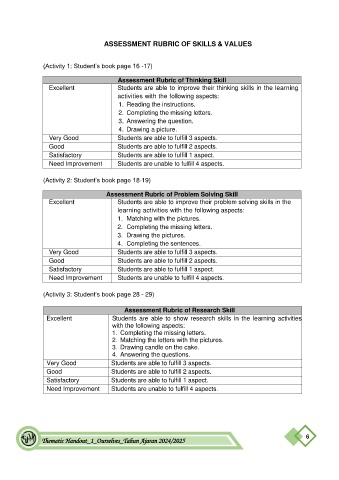 ASSESSMENT RUBRIC OF SKILLS & VALUES
(Activity 1: Student's book page 16 -17)
Assessment Rubric of Thinking Skill
Excellent Students are able to improve their thinking skills in the learning
activities with the following aspects:
1. Reading the instructions.
2. Completing the missing letters.
3. Answering the question.
4. Drawing a picture.
Very Good Students are able to fulfill 3 aspects.
Good Students are able to fulfill 2 aspects.
Satisfactory Students are able to fulfill 1 aspect.
Need Improvement Students are unable to fulfill 4 aspects.
(Activity 2: Student's book page 18-19)
Assessment Rubric of Problem Solving Skill
Excellent Students are able to improve their problem solving skills in the
learning activities with the following aspects:
1. Matching with the pictures.
2. Completing the missing letters.
3. Drawing the pictures.
4. Completing the sentences.
Very Good Students are able to fulfill 3 aspects.
Good Students are able to fulfill 2 aspects.
Satisfactory Students are able to fulfill 1 aspect.
Need Improvement Students are unable to fulfill 4 aspects.
(Activity 3: Student's book page 28 - 29)
Assessment Rubric of Research Skill
Excellent Students are able to show research skills in the learning activities
with the following aspects:
1. Completing the missing letters.
2. Matching the letters with the pictures.
3. Drawing candle on the cake.
4. Answering the questions.
Very Good Students are able to fulfill 3 aspects.
Good Students are able to fulfill 2 aspects.
Satisfactory Students are able to fulfill 1 aspect.
Need Improvement Students are unable to fulfill 4 aspects.
Thematic Handout_1_Ourselves_Tahun Ajaran 2024/2025
6